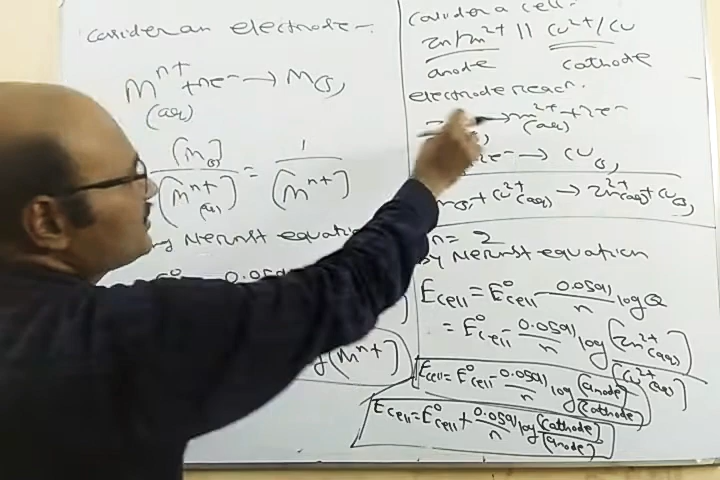 Consider an electrode -
M^n+ + ne- → M(s)
(aq)
[M(s)] / [M^n+ (aq)] = 1 / [M^n+]
Nernst equation
0.0591
[M^n+]
Consider a cell -
Zn/Zn^2+ || Cu^2+/Cu
anode cathode
electrode reacn.
→ Zn^2+ (aq) + 2e-
2e- → Cu(s)
+ Cu^2+(aq) → Zn^2+(aq) + Cu(s)
n = 2
By Nernst equation
Ecell = E°cell - 0.0591/n log Q
= E°cell - 0.0591/n log [Zn^2+(aq)] / [Cu^2+(aq)]
Ecell = E°cell - 0.0591/n log (anode)/(cathode)
Ecell = E°cell + 0.0591/n log (cathode)/(anode)